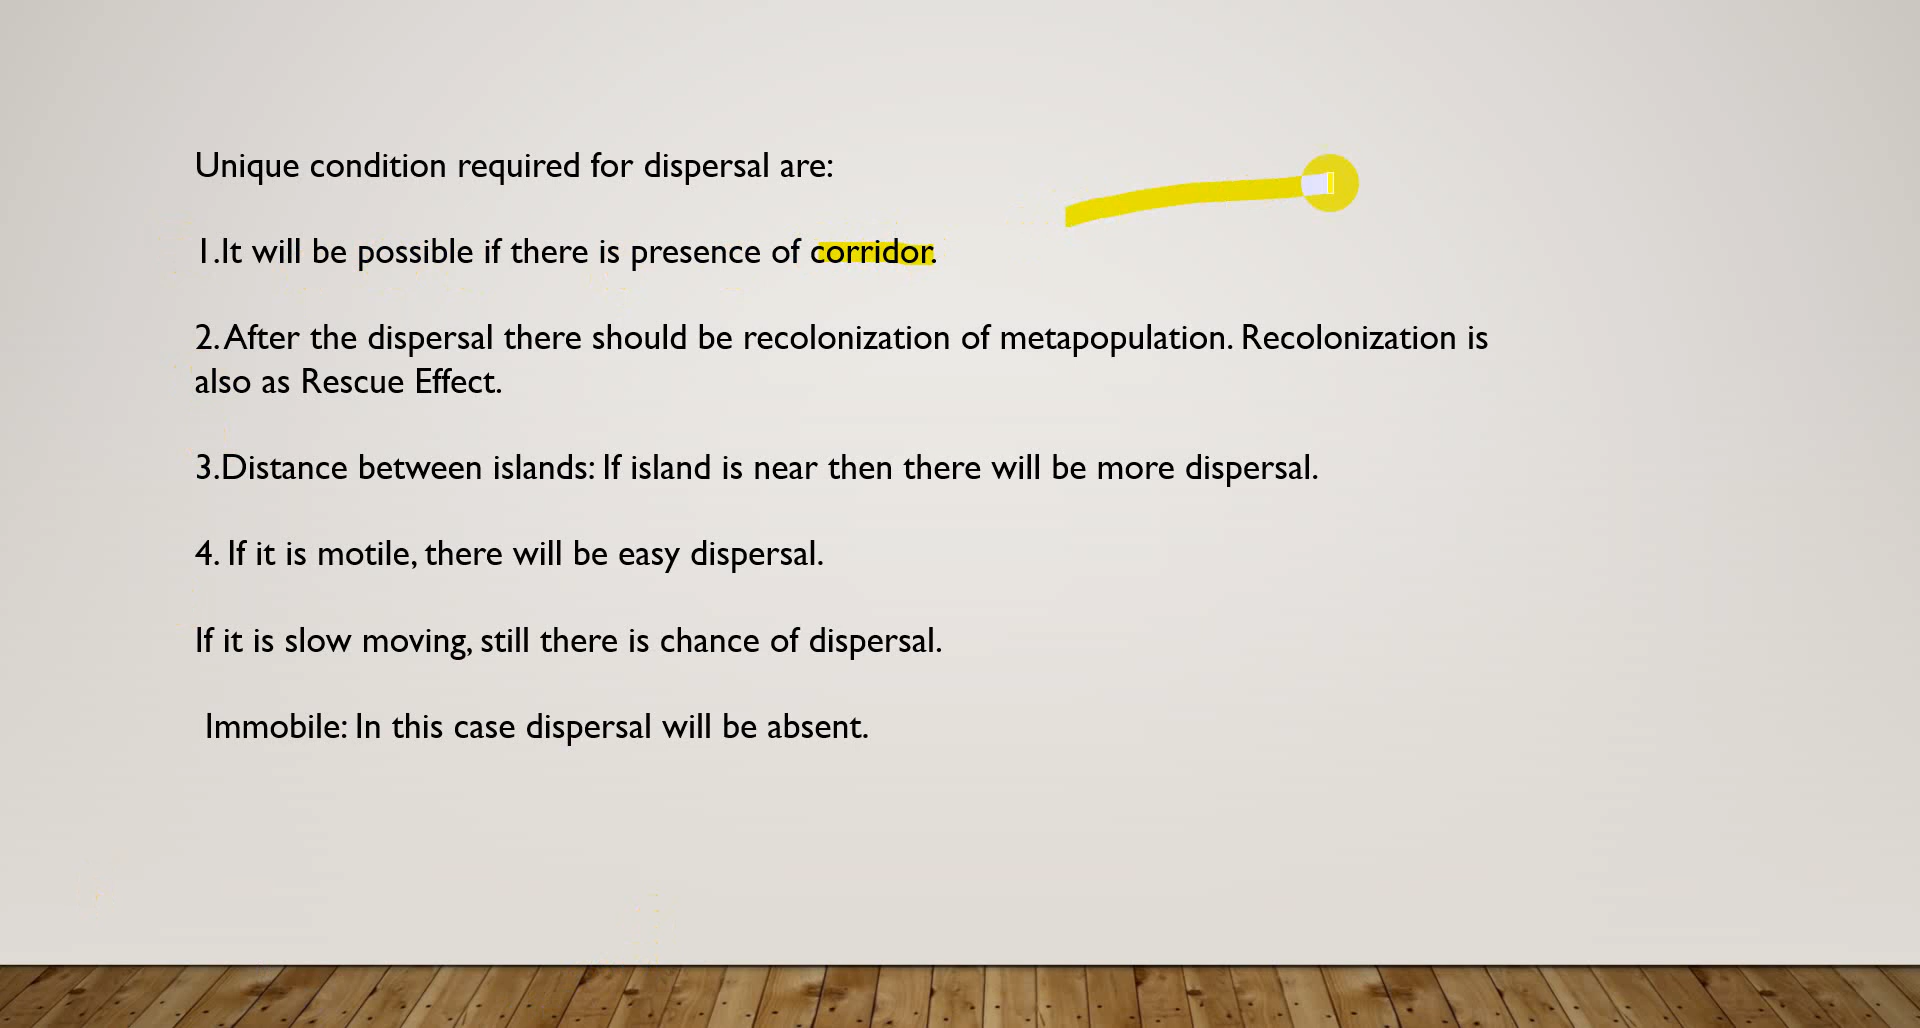 Unique condition required for dispersal are:
1.It will be possible if there is presence of corridor.
2. After the dispersal there should be recolonization of metapopulation. Recolonization is
also as Rescue Effect.
3.Distance between islands: If island is near then there will be more dispersal.
4. If it is motile, there will be easy dispersal.
If it is slow moving, still there is chance of dispersal.
Immobile: In this case dispersal will be absent.